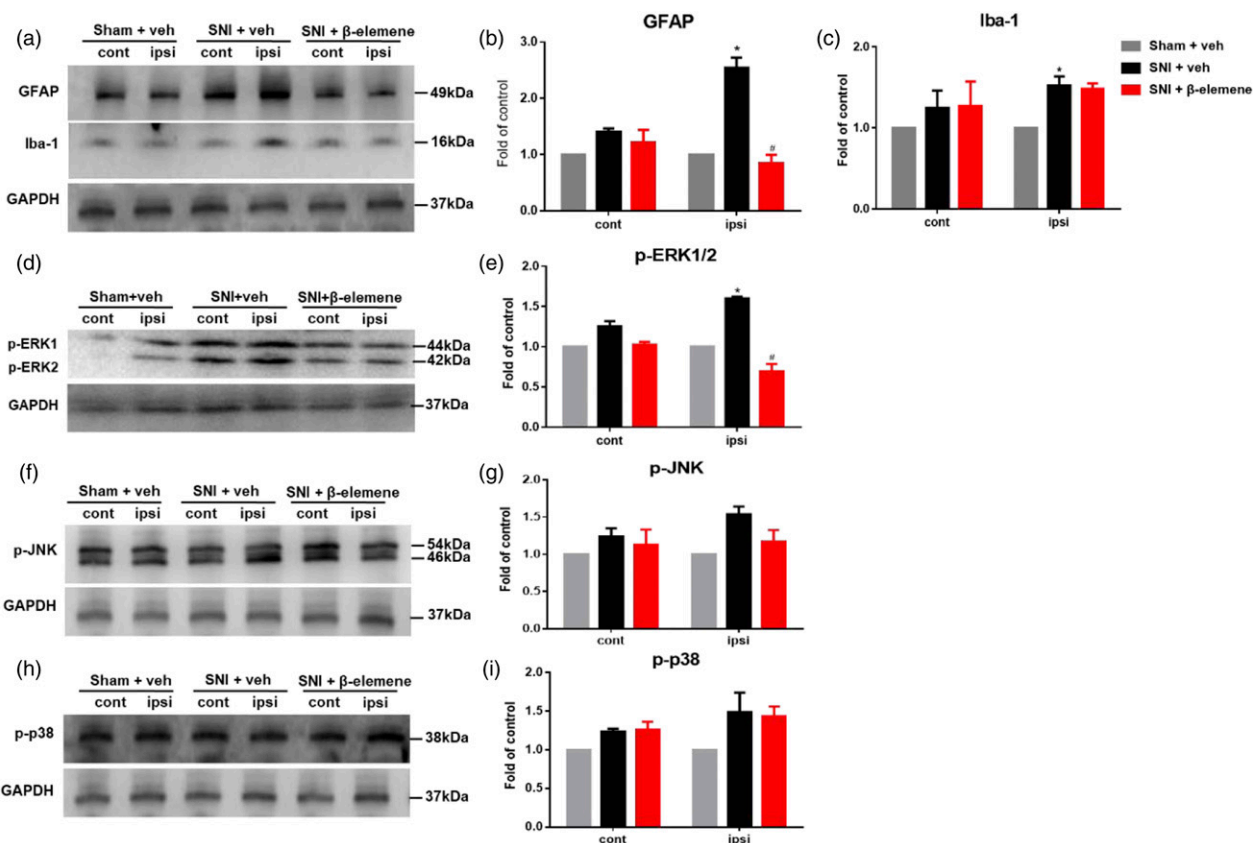 (a)
Sham + veh SNI + veh SNI + β-elemene
cont ipsi cont ipsi cont ipsi
GFAP 49kDa
Iba-1 16kDa
GAPDH 37kDa
(b)
GFAP
Fold of control
3.0
2.0
1.0
0.0
*
#
cont ipsi
(c)
Iba-1
Fold of control
2.0
1.0
0.0
*
cont ipsi
Sham + veh
SNI + veh
SNI + β-elemene
(d)
Sham+veh SNI+veh SNI+β-elemene
cont ipsi cont ipsi cont ipsi
p-ERK1 44kDa
p-ERK2 42kDa
GAPDH 37kDa
(e)
p-ERK1/2
Fold of control
2.0
1.5
1.0
0.5
0.0
*
#
cont ipsi
(f)
Sham + veh SNI + veh SNI + β-elemene
cont ipsi cont ipsi cont ipsi
p-JNK 54kDa
46kDa
GAPDH 37kDa
(g)
p-JNK
Fold of control
2.0
1.5
1.0
0.5
0.0
cont ipsi
(h)
Sham + veh SNI + veh SNI + β-elemene
cont ipsi cont ipsi cont ipsi
p-p38 38kDa
GAPDH 37kDa
(i)
p-p38
Fold of control
2.0
1.5
1.0
0.5
0.0
cont ipsi